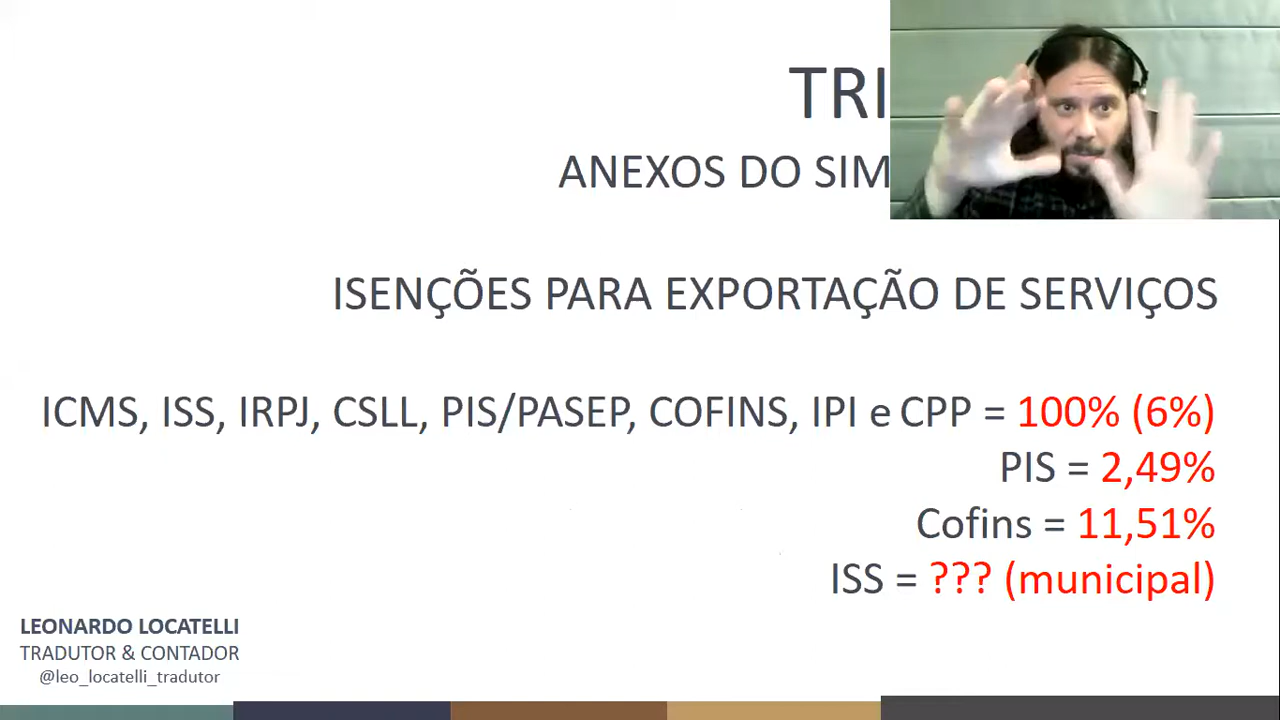 TRI
ANEXOS DO SIM
ISENÇÕES PARA EXPORTAÇÃO DE SERVIÇOS
ICMS, ISS, IRPJ, CSLL, PIS/PASEP, COFINS, IPI e CPP = 100% (6%)
PIS = 2,49%
Cofins = 11,51%
ISS = ??? (municipal)
LEONARDO LOCATELLI
TRADUTOR & CONTADOR
@leo_locatelli_tradutor